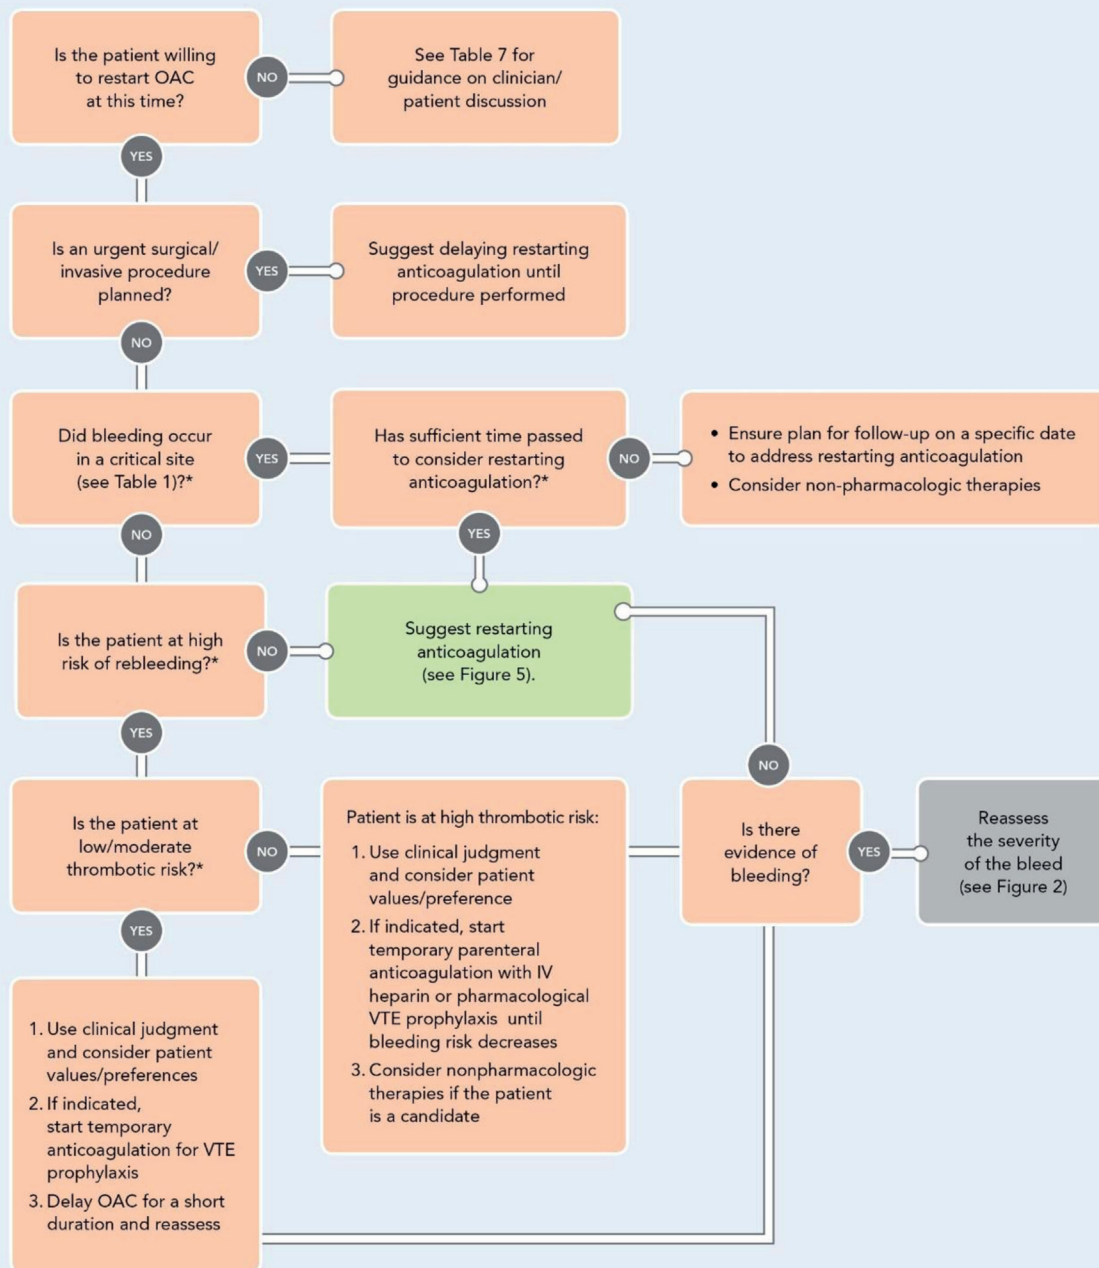 Is the patient willing
to restart OAC
at this time?
NO
See Table 7 for
guidance on clinician/
patient discussion
YES
Is an urgent surgical/
invasive procedure
planned?
YES
Suggest delaying restarting
anticoagulation until
procedure performed
NO
Did bleeding occur
in a critical site
(see Table 1)?*
YES
Has sufficient time passed
to consider restarting
anticoagulation?*
NO
• Ensure plan for follow-up on a specific date
to address restarting anticoagulation
• Consider non-pharmacologic therapies
NO
YES
Is the patient at high
risk of rebleeding?*
NO
Suggest restarting
anticoagulation
(see Figure 5).
YES
NO
Is the patient at
low/moderate
thrombotic risk?*
NO
Patient is at high thrombotic risk:
1. Use clinical judgment
and consider patient
values/preference
2. If indicated, start
temporary parenteral
anticoagulation with IV
heparin or pharmacological
VTE prophylaxis until
bleeding risk decreases
3. Consider nonpharmacologic
therapies if the patient
is a candidate
Is there
evidence of
bleeding?
YES
Reassess
the severity
of the bleed
(see Figure 2)
YES
1. Use clinical judgment
and consider patient
values/preferences
2. If indicated,
start temporary
anticoagulation for VTE
prophylaxis
3. Delay OAC for a short
duration and reassess